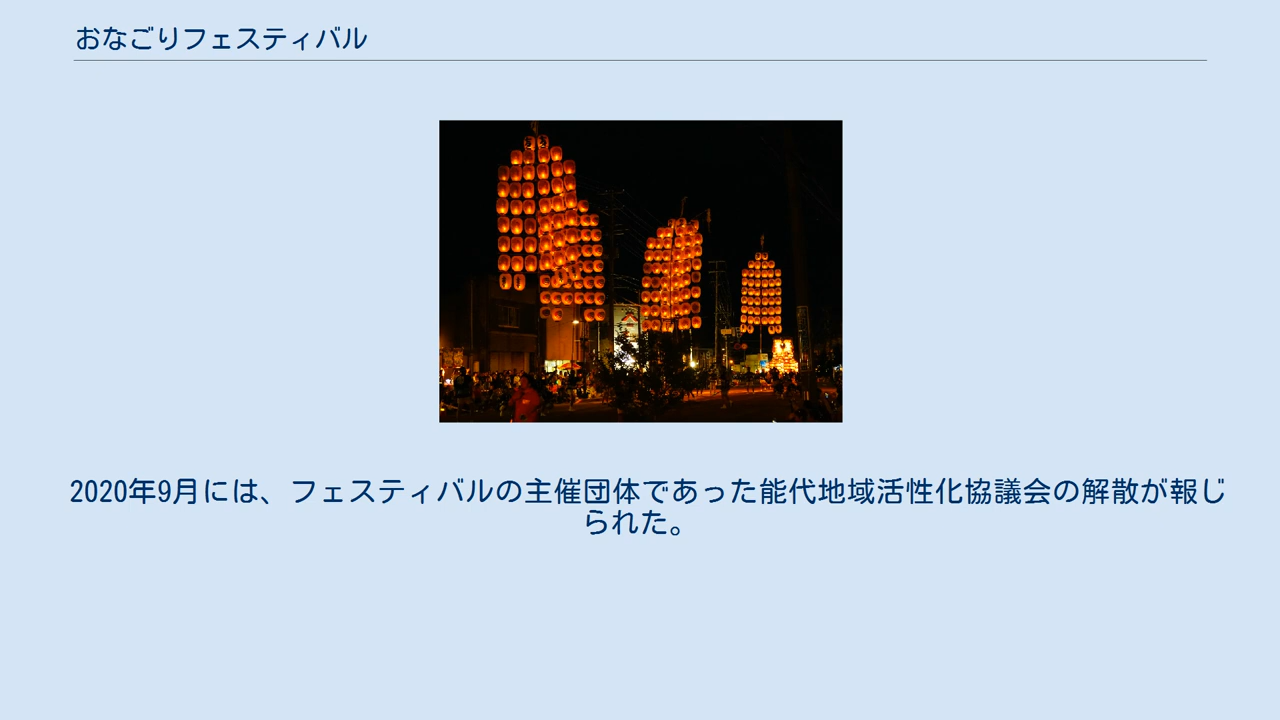 おなごりフェスティバル
2020年9月には、フェスティバルの主催団体であった能代地域活性化協議会の解散が報じ
られた。